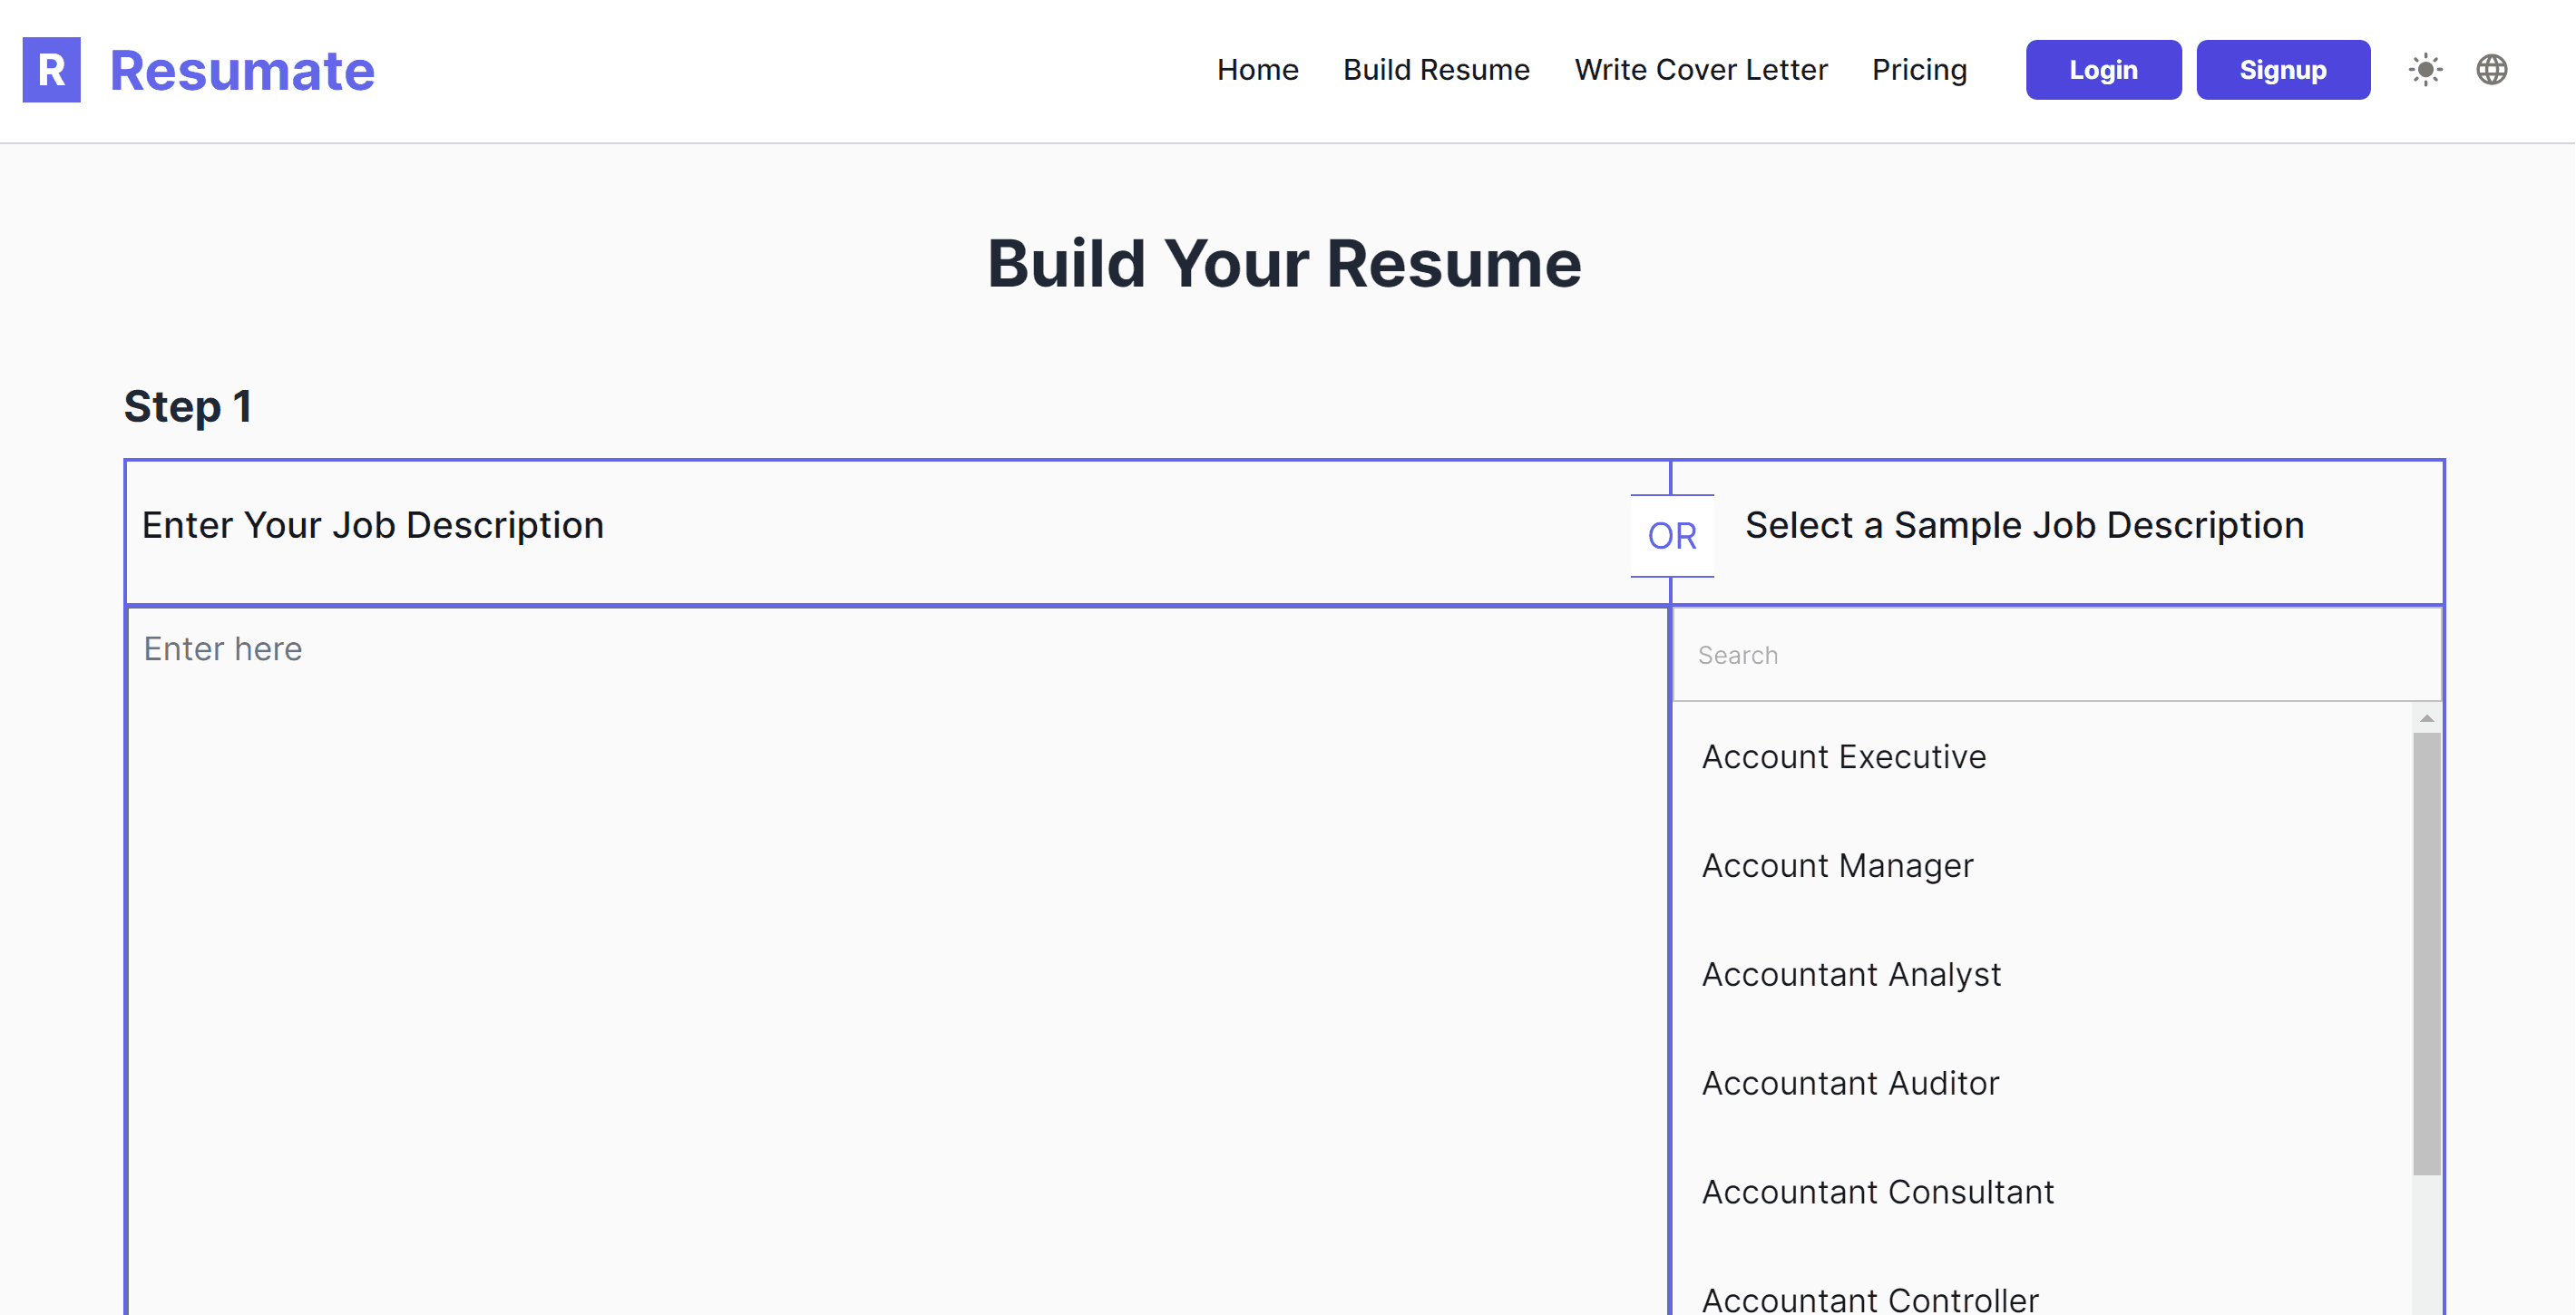 R Resumate
Home Build Resume Write Cover Letter Pricing Login Signup
Build Your Resume
Step 1
Enter Your Job Description
OR
Select a Sample Job Description
Enter here
Search
Account Executive
Account Manager
Accountant Analyst
Accountant Auditor
Accountant Consultant
Accountant Controller